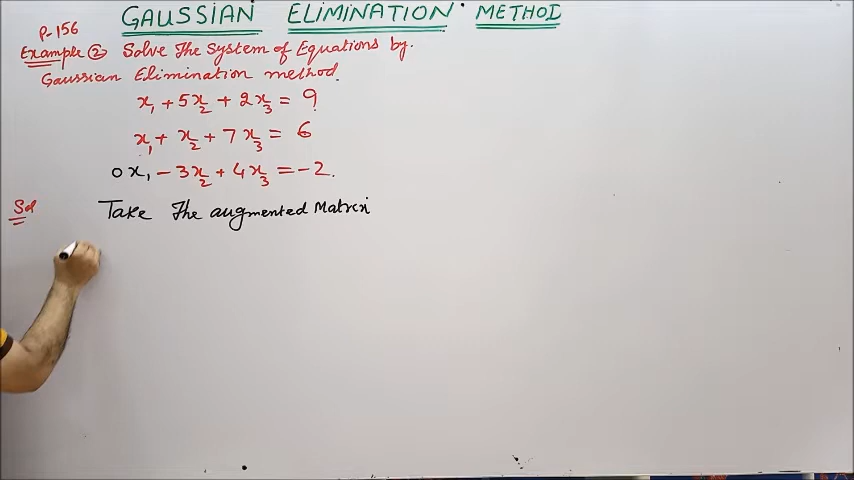 GAUSSIAN ELIMINATION METHOD
P-156
Example ② Solve The System of Equations by.
Gaussian Elimination method.
x₁ + 5x₂ + 2x₃ = 9
x₁ + x₂ + 7x₃ = 6
0x₁ - 3x₂ + 4x₃ = -2.
Sol Take The augmented Matrix